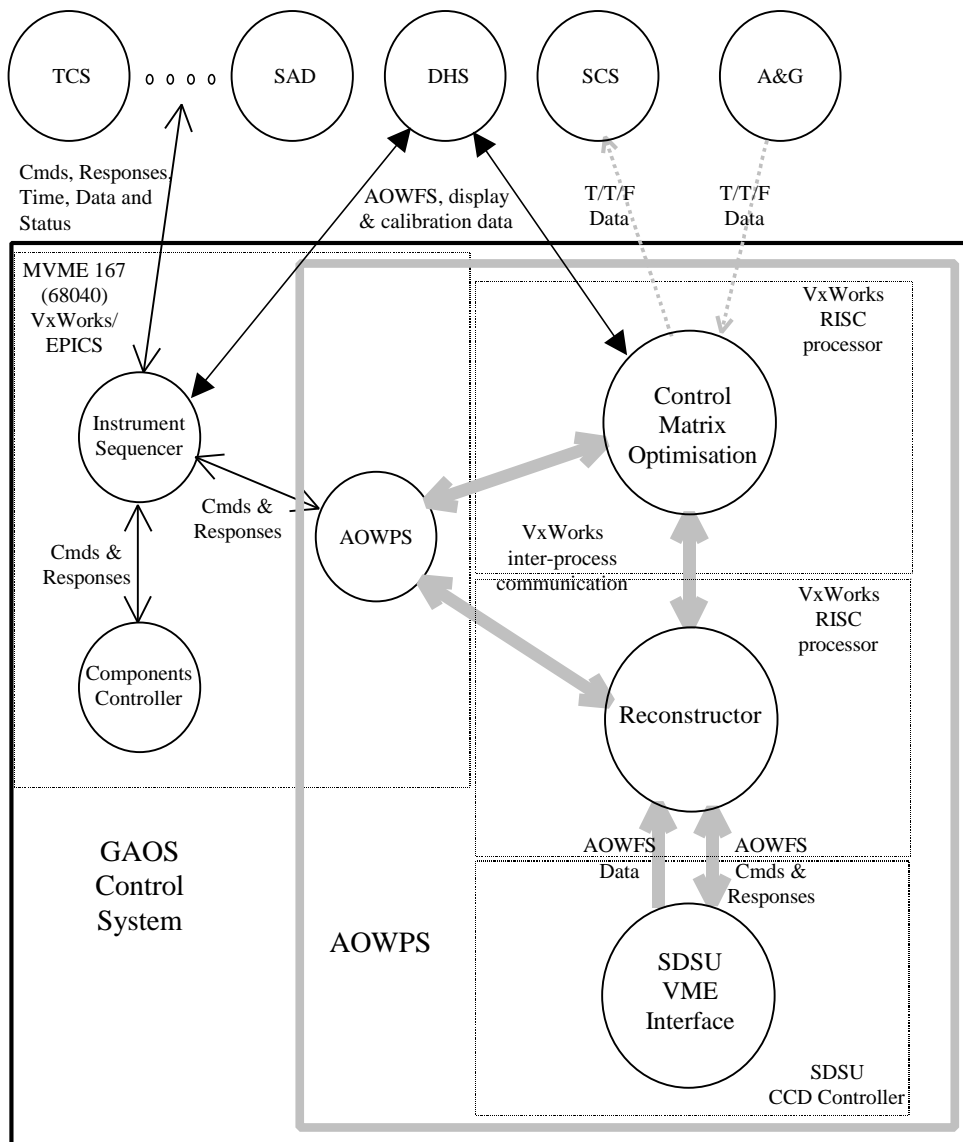 TCS
SAD
DHS
SCS
A&G
Cmds, Responses,
Time, Data and
Status
AOWFS, display
& calibration data
T/T/F
Data
T/T/F
Data
MVME 167
(68040)
VxWorks/
EPICS
VxWorks
RISC
processor
Instrument
Sequencer
Control
Matrix
Optimisation
Cmds &
Responses
AOWPS
VxWorks
inter-process
communication
Cmds &
Responses
VxWorks
RISC
processor
Components
Controller
Reconstructor
AOWFS
Data
AOWFS
Cmds &
Responses
GAOS
Control
System
AOWPS
SDSU
VME
Interface
SDSU
CCD Controller